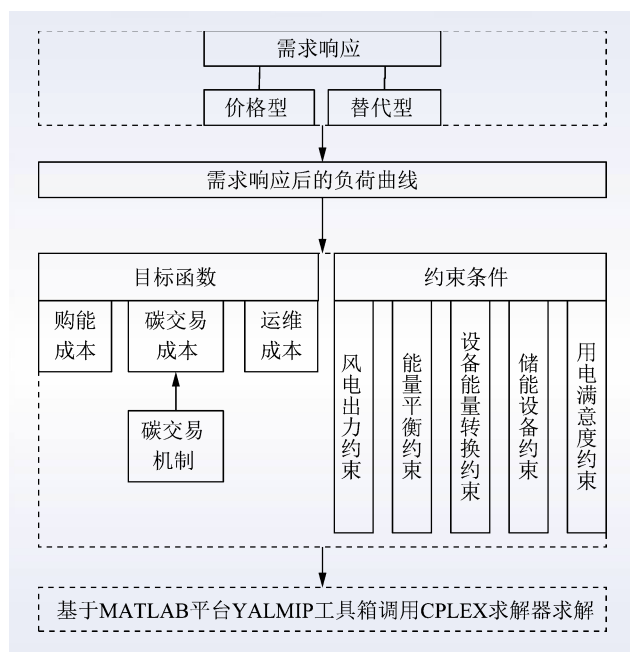 需求响应
价格型
替代型
需求响应后的负荷曲线
目标函数
约束条件
购能
成本
碳交易
成本
运维
成本
碳交易
机制
风电出力约束
能量平衡约束
设备能量转换约束
储能设备约束
用电满意度约束
基于MATLAB平台YALMIP工具箱调用CPLEX求解器求解